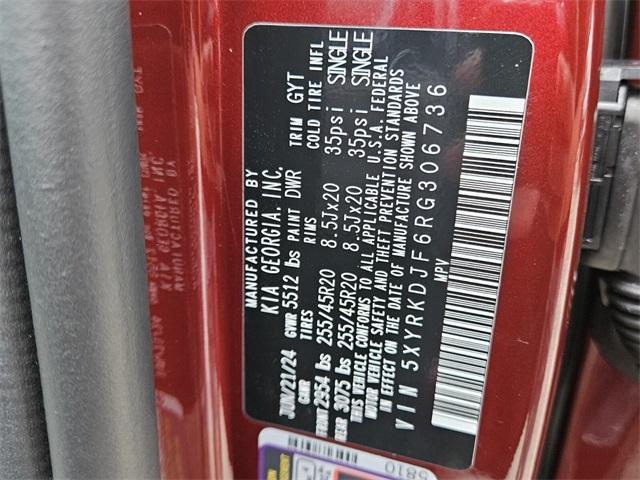 MANUFACTURED BY
KIA GEORGIA, INC.
JUN/21/24 GVWR 5512 lbs PAINT DWR TRIM GYT
GAWR TIRES RIMS COLD TIRE INFL
FRONT 2954 lbs 255/45R20 8.5Jx20 35psi SINGLE
REAR 3075 lbs 255/45R20 8.5Jx20 35psi SINGLE
THIS VEHICLE CONFORMS TO ALL APPLICABLE U.S.A. FEDERAL
MOTOR VEHICLE SAFETY AND THEFT PREVENTION STANDARDS
IN EFFECT ON THE DATE OF MANUFACTURE SHOWN ABOVE
VIN 5XYRKDJF6RG306736
MPV
5810